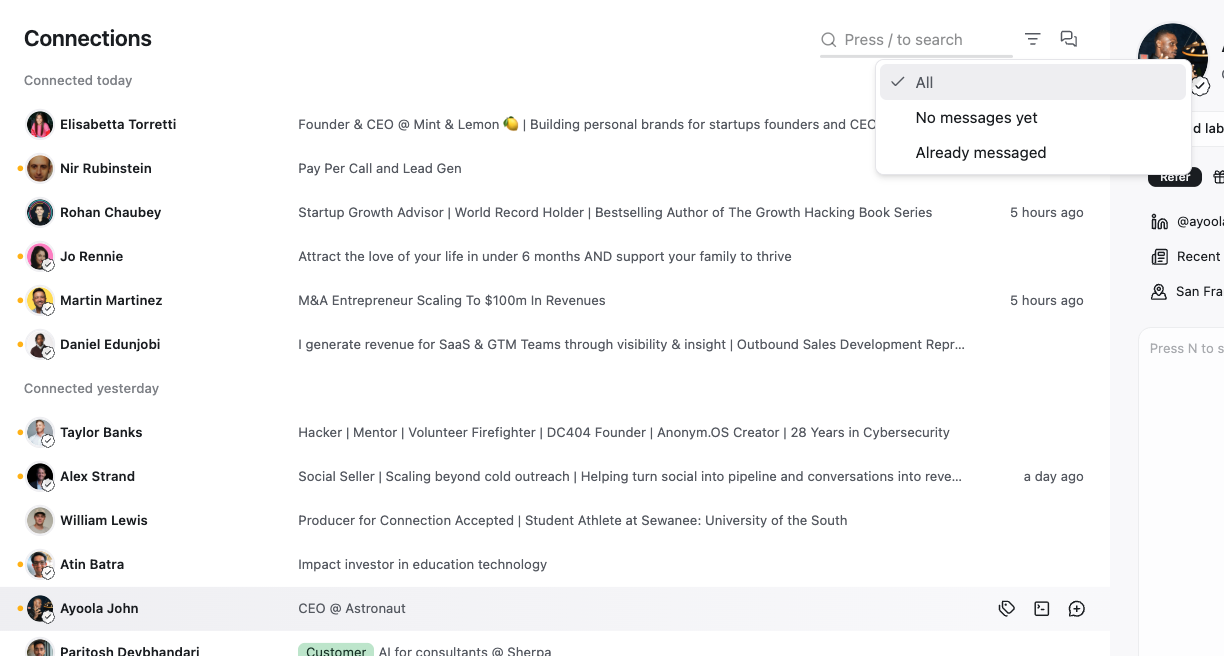 Connections
Press / to search
All
No messages yet
Already messaged
Connected today
Elisabetta Torretti Founder & CEO @ Mint & Lemon 🍋 | Building personal brands for startups founders and CEO
Nir Rubinstein Pay Per Call and Lead Gen
Rohan Chaubey Startup Growth Advisor | World Record Holder | Bestselling Author of The Growth Hacking Book Series 5 hours ago
Jo Rennie Attract the love of your life in under 6 months AND support your family to thrive
Martin Martinez M&A Entrepreneur Scaling To $100m In Revenues 5 hours ago
Daniel Edunjobi I generate revenue for SaaS & GTM Teams through visibility & insight | Outbound Sales Development Repr...
Connected yesterday
Taylor Banks Hacker | Mentor | Volunteer Firefighter | DC404 Founder | Anonym.OS Creator | 28 Years in Cybersecurity
Alex Strand Social Seller | Scaling beyond cold outreach | Helping turn social into pipeline and conversations into reve... a day ago
William Lewis Producer for Connection Accepted | Student Athlete at Sewanee: University of the South
Atin Batra Impact investor in education technology
Ayoola John CEO @ Astronaut
Paritosh Devbhandari Customer AI for consultants @ Sherpa
d lab
Refer
@ayoola
Recent
San Fra
Press N to s